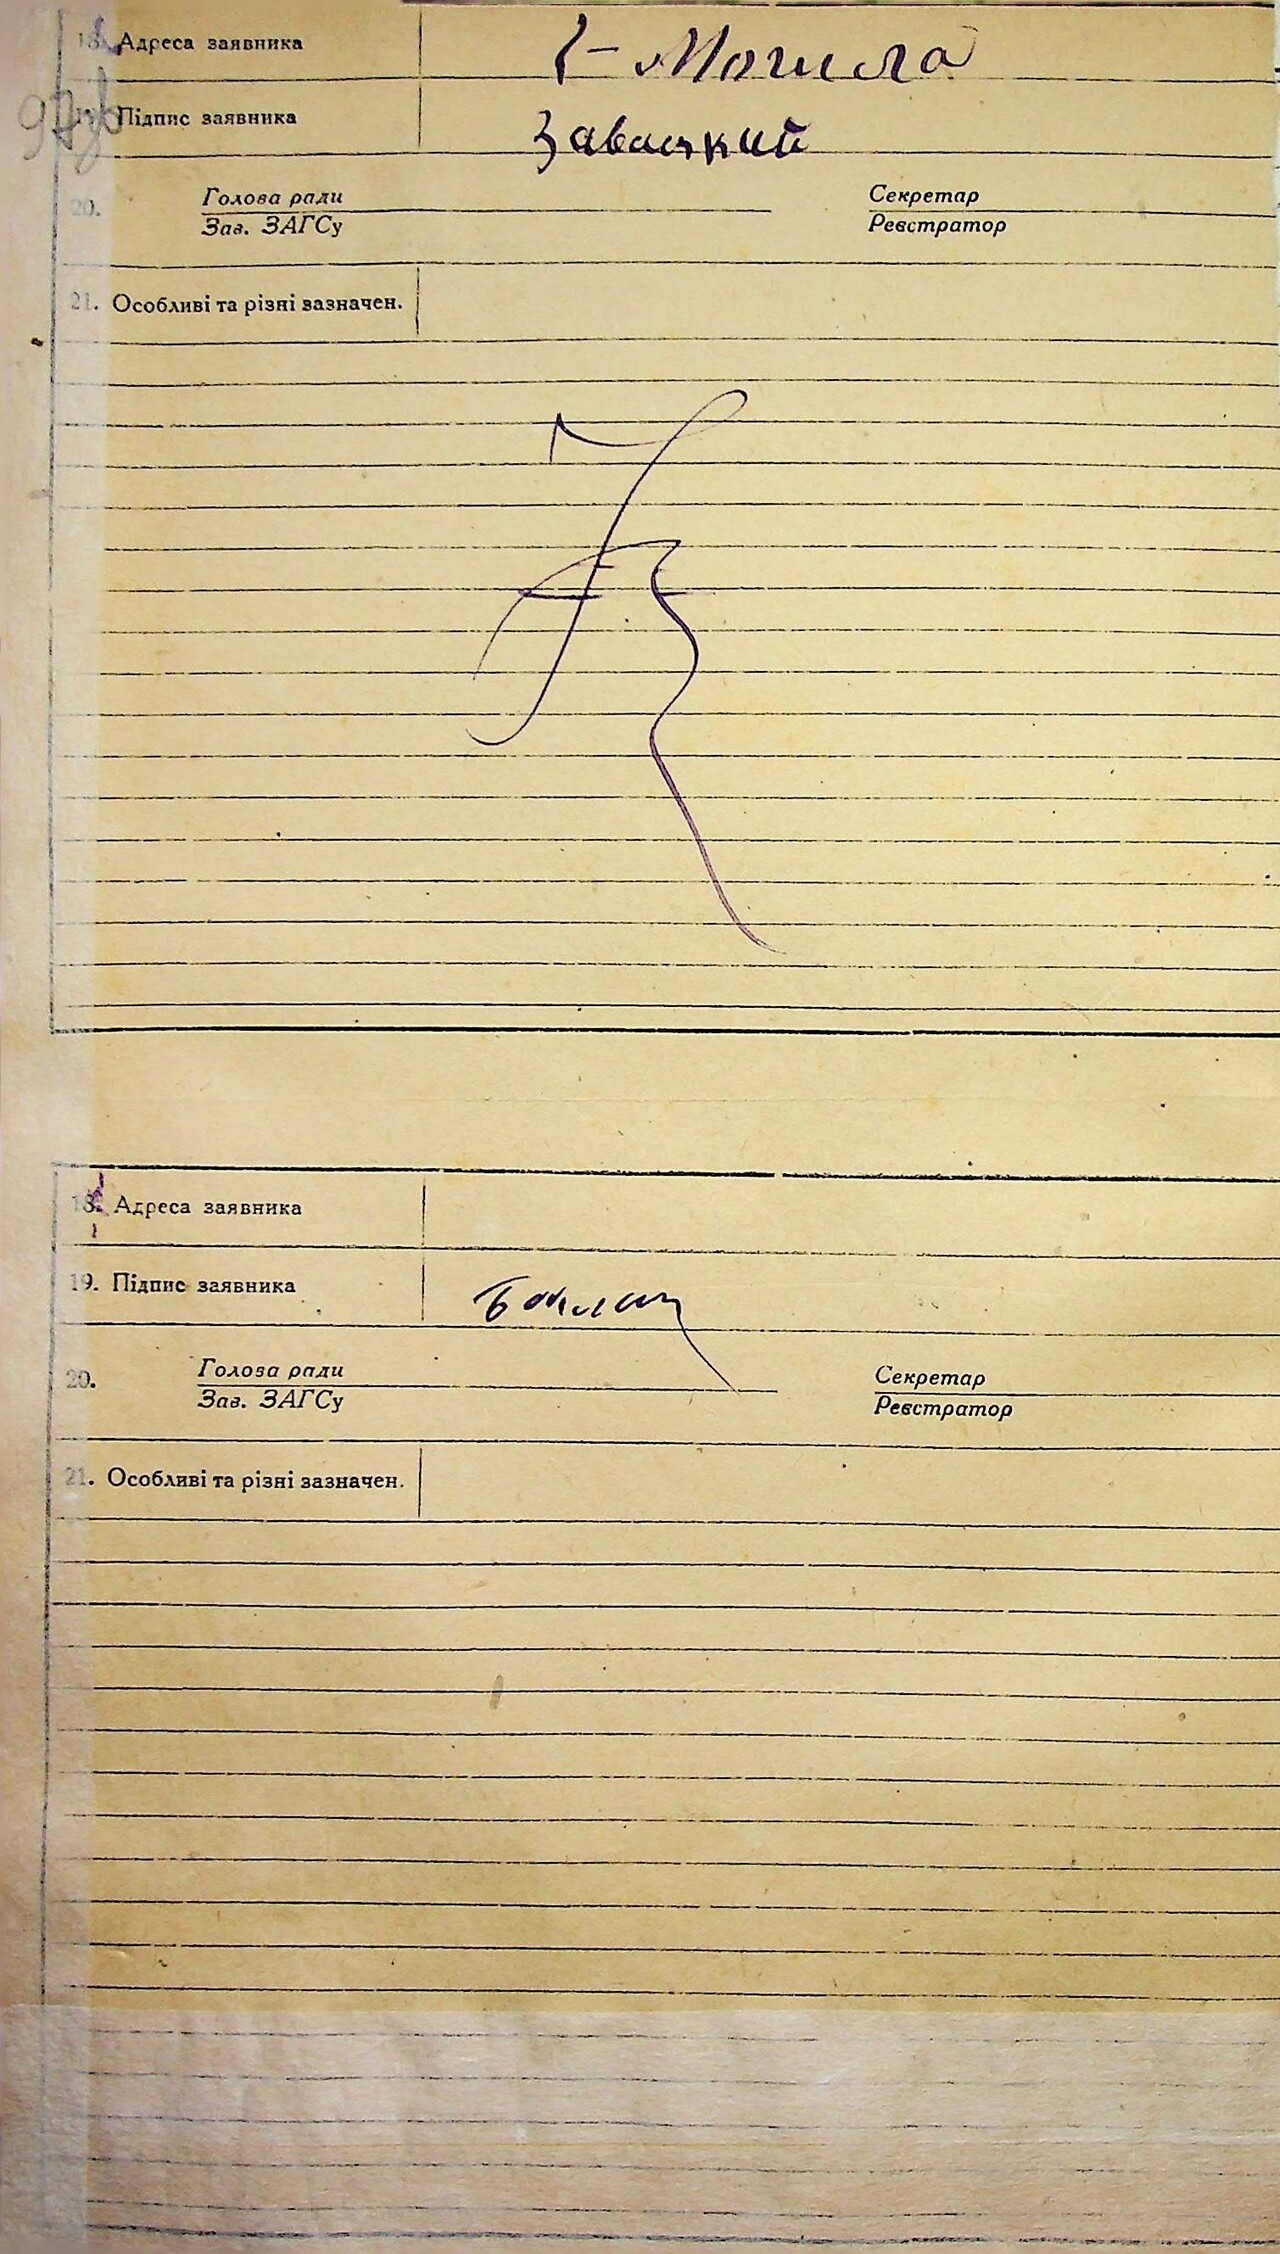 18. Адреса заявника Г-Могила
Підпис заявника Завацкий
97
20. Голова ради Секретар
Зав. ЗАГСу Реєстратор
21. Особливі та різні зазначен.
18. Адреса заявника
19. Підпис заявника
20. Голова ради Секретар
Зав. ЗАГСу Реєстратор
21. Особливі та різні зазначен.